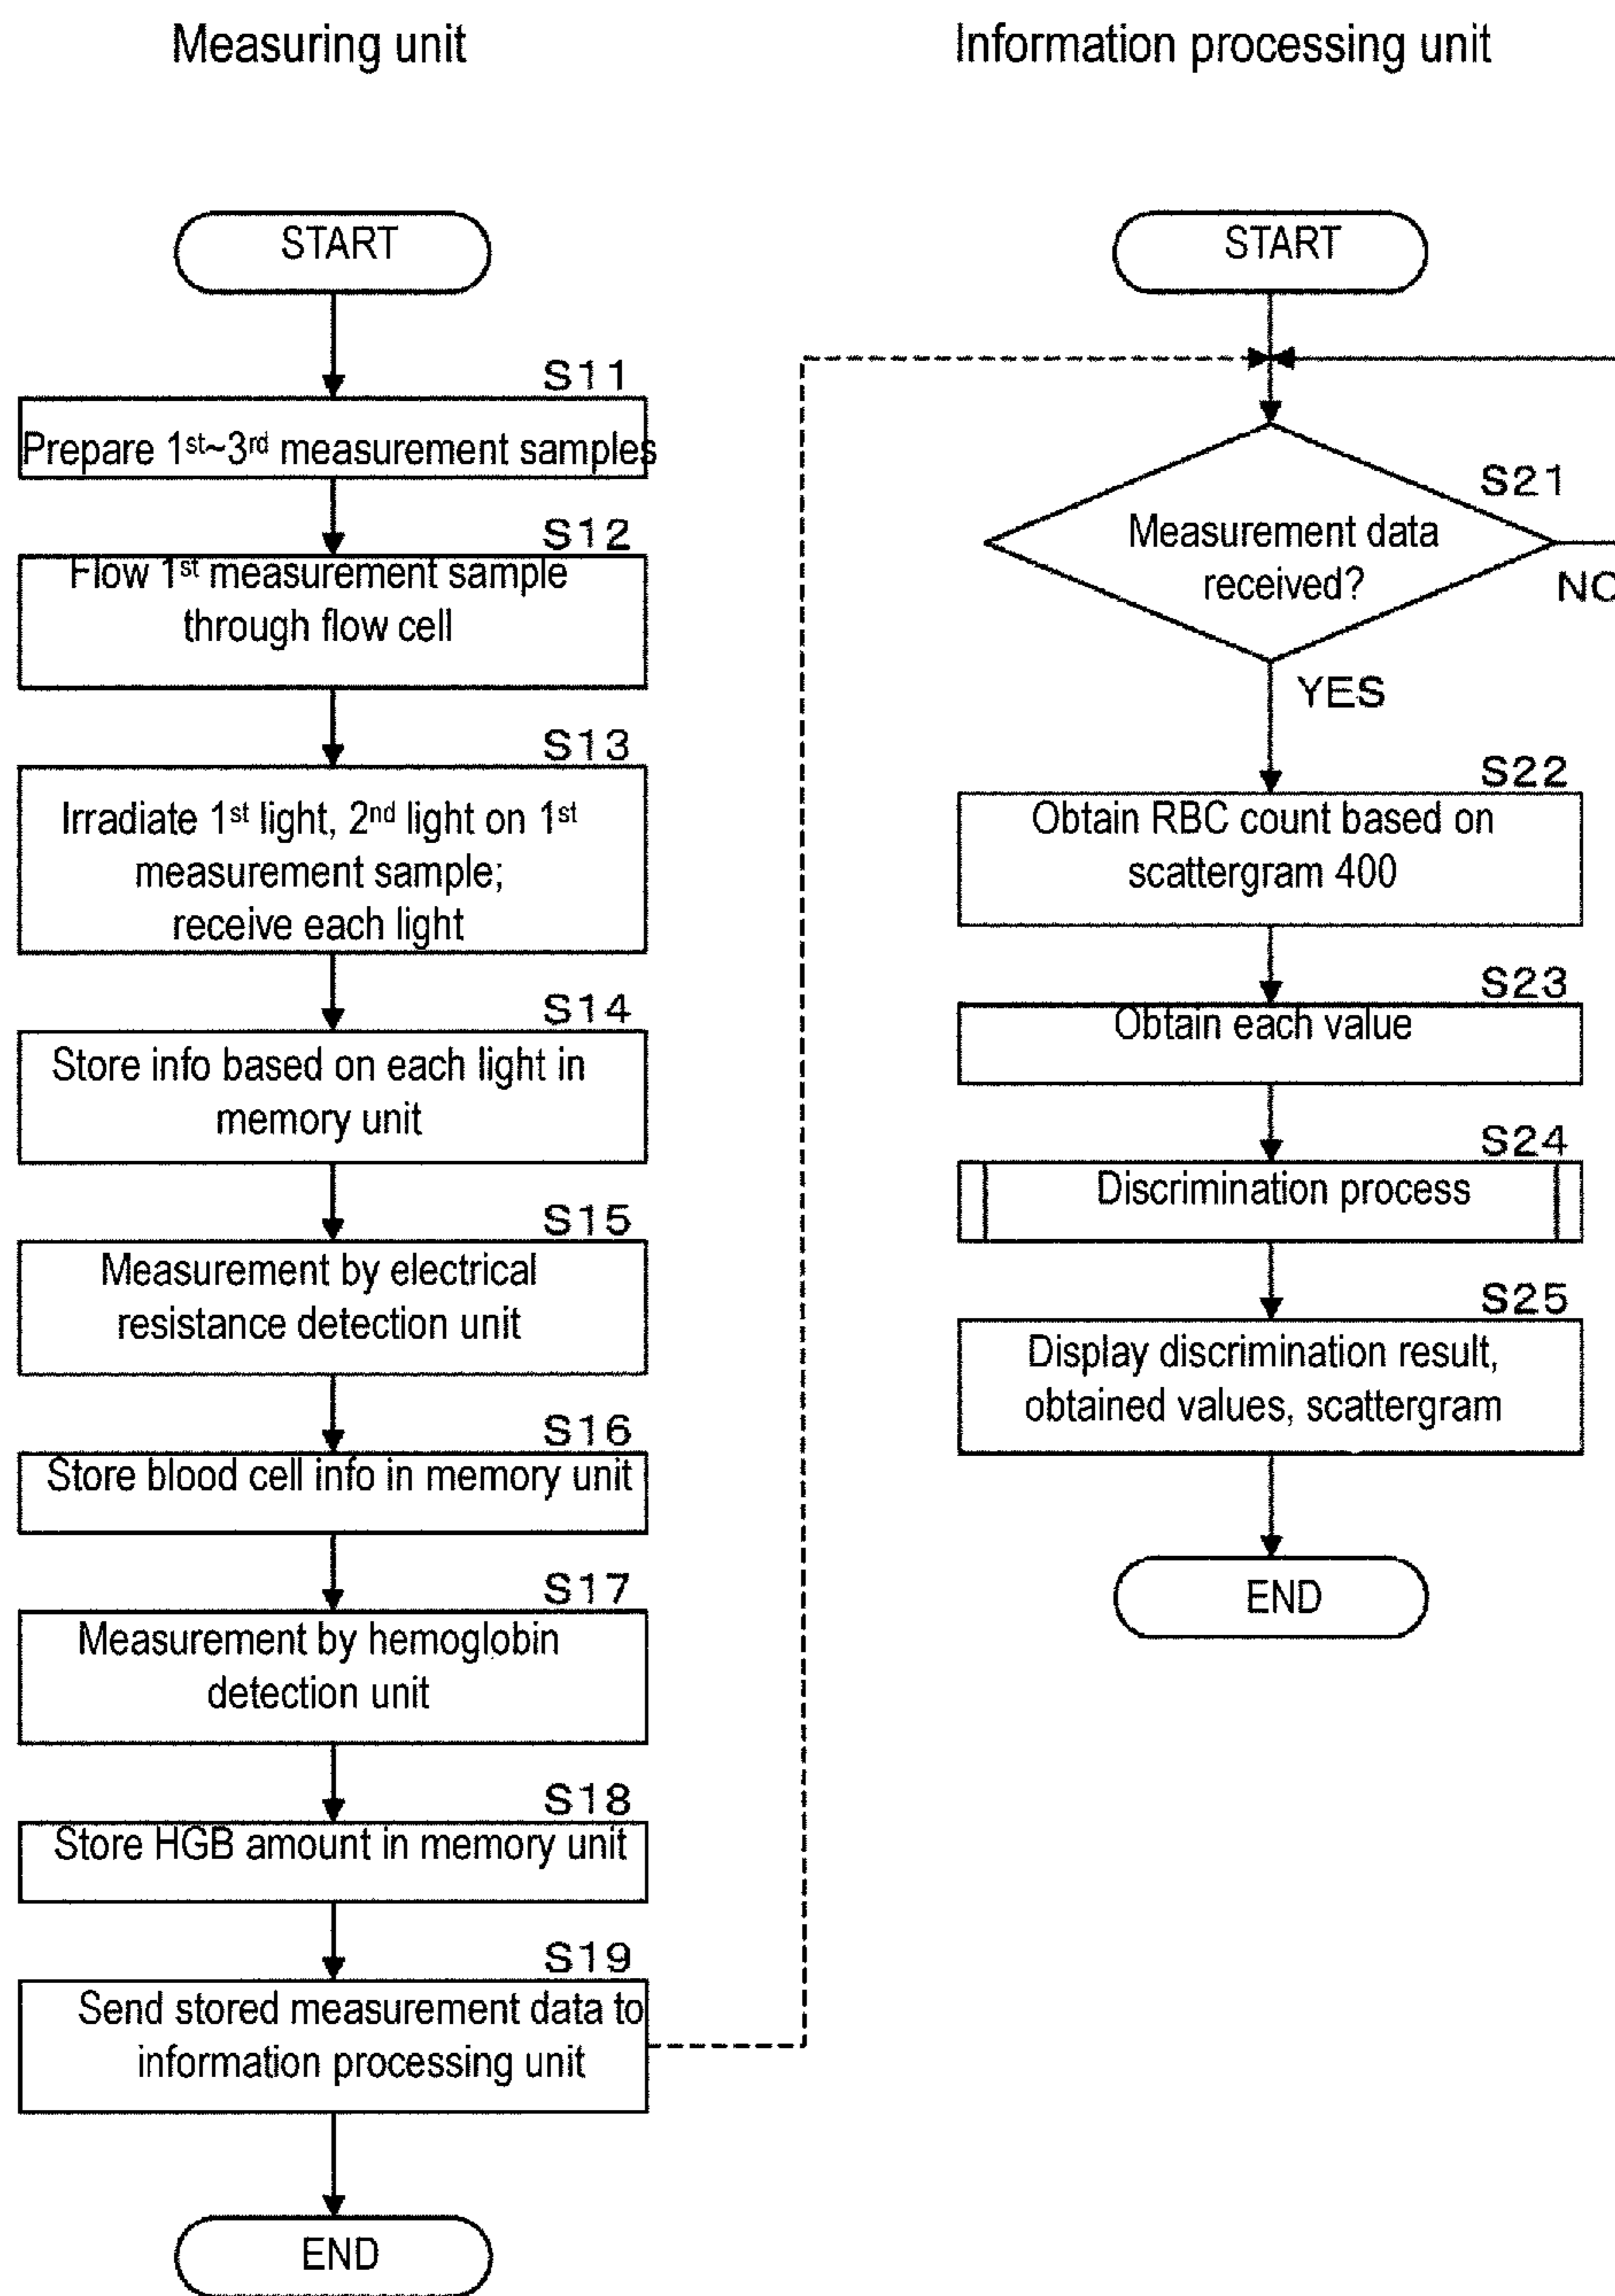 Measuring unit
START
S11
Prepare 1st~3rd measurement samples
S12
Flow 1st measurement sample
through flow cell
S13
Irradiate 1st light, 2nd light on 1st
measurement sample;
receive each light
S14
Store info based on each light in
memory unit
S15
Measurement by electrical
resistance detection unit
S16
Store blood cell info in memory unit
S17
Measurement by hemoglobin
detection unit
S18
Store HGB amount in memory unit
S19
Send stored measurement data to
information processing unit
END
Information processing unit
START
S21
Measurement data
received?
NO
YES
S22
Obtain RBC count based on
scattergram 400
S23
Obtain each value
S24
Discrimination process
S25
Display discrimination result,
obtained values, scattergram
END